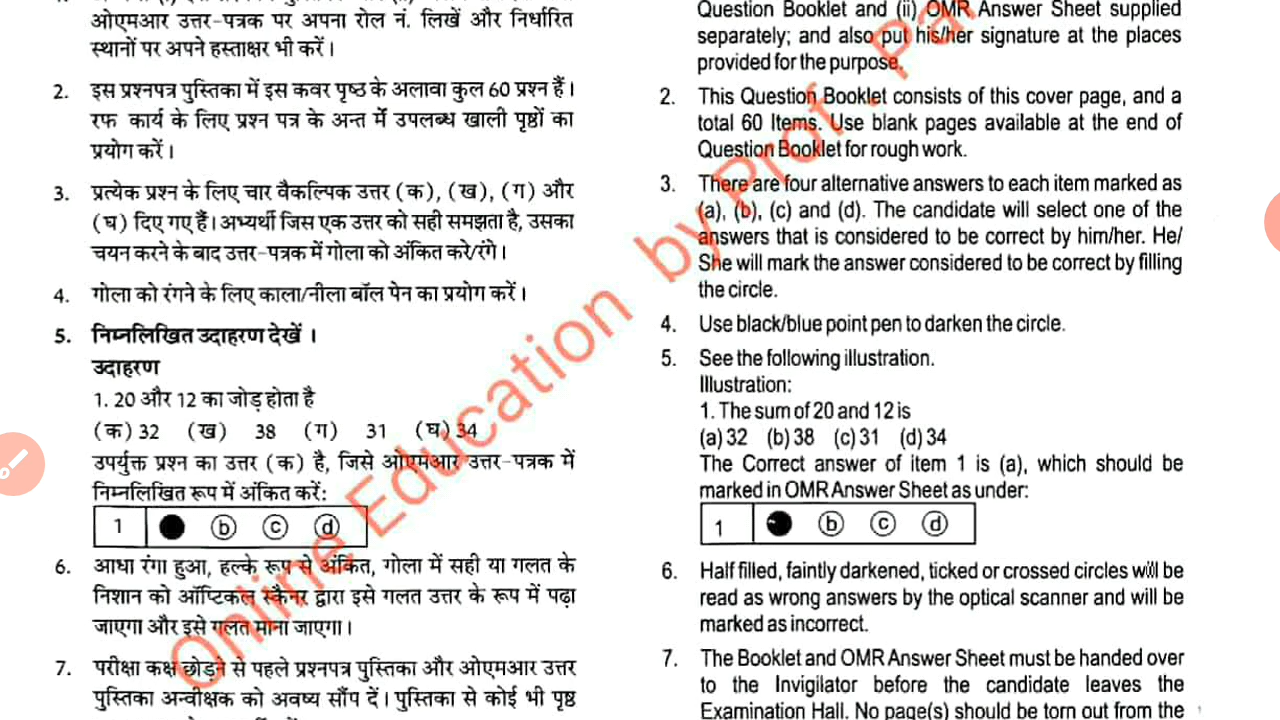 ओएमआर उत्तर-पत्रक पर अपना रोल नं. लिखें और निर्धारित
स्थानों पर अपने हस्ताक्षर भी करें।
2. इस प्रश्नपत्र पुस्तिका में इस कवर पृष्ठ के अलावा कुल 60 प्रश्न हैं।
रफ कार्य के लिए प्रश्न पत्र के अन्त में उपलब्ध खाली पृष्ठों का
प्रयोग करें।
3. प्रत्येक प्रश्न के लिए चार वैकल्पिक उत्तर (क), (ख), (ग) और
(घ) दिए गए हैं। अभ्यर्थी जिस एक उत्तर को सही समझता है, उसका
चयन करने के बाद उत्तर-पत्रक में गोला को अंकित करे/रंगे।
4. गोला को रंगने के लिए काला/नीला बॉल पेन का प्रयोग करें।
5. निम्नलिखित उदाहरण देखें ।
उदाहरण
1. 20 और 12 का जोड़ होता है
(क) 32 (ख) 38 (ग) 31 (घ) 34
उपर्युक्त प्रश्न का उत्तर (क) है, जिसे ओएमआर उत्तर-पत्रक में
निम्नलिखित रूप में अंकित करें:
1 ● ⓑ ⓒ ⓓ
6. आधा रंगा हुआ, हल्के रूप से अंकित, गोला में सही या गलत के
निशान को ऑप्टिकल स्कैनर द्वारा इसे गलत उत्तर के रूप में पढ़ा
जाएगा और इसे गलत माना जाएगा।
7. परीक्षा कक्ष छोड़ने से पहले प्रश्नपत्र पुस्तिका और ओएमआर उत्तर
पुस्तिका अन्वीक्षक को अवष्य सौंप दें। पुस्तिका से कोई भी पृष्ठ
Question Booklet and (ii) OMR Answer Sheet supplied
separately; and also put his/her signature at the places
provided for the purpose.
2. This Question Booklet consists of this cover page, and a
total 60 Items. Use blank pages available at the end of
Question Booklet for rough work.
3. There are four alternative answers to each item marked as
(a), (b), (c) and (d). The candidate will select one of the
answers that is considered to be correct by him/her. He/
She will mark the answer considered to be correct by filling
the circle.
4. Use black/blue point pen to darken the circle.
5. See the following illustration.
Illustration:
1. The sum of 20 and 12 is
(a) 32 (b) 38 (c) 31 (d) 34
The Correct answer of item 1 is (a), which should be
marked in OMR Answer Sheet as under:
1 ● ⓑ ⓒ ⓓ
6. Half filled, faintly darkened, ticked or crossed circles will be
read as wrong answers by the optical scanner and will be
marked as incorrect.
7. The Booklet and OMR Answer Sheet must be handed over
to the Invigilator before the candidate leaves the
Examination Hall. No page(s) should be torn out from the
Online Education by Prof. Pa